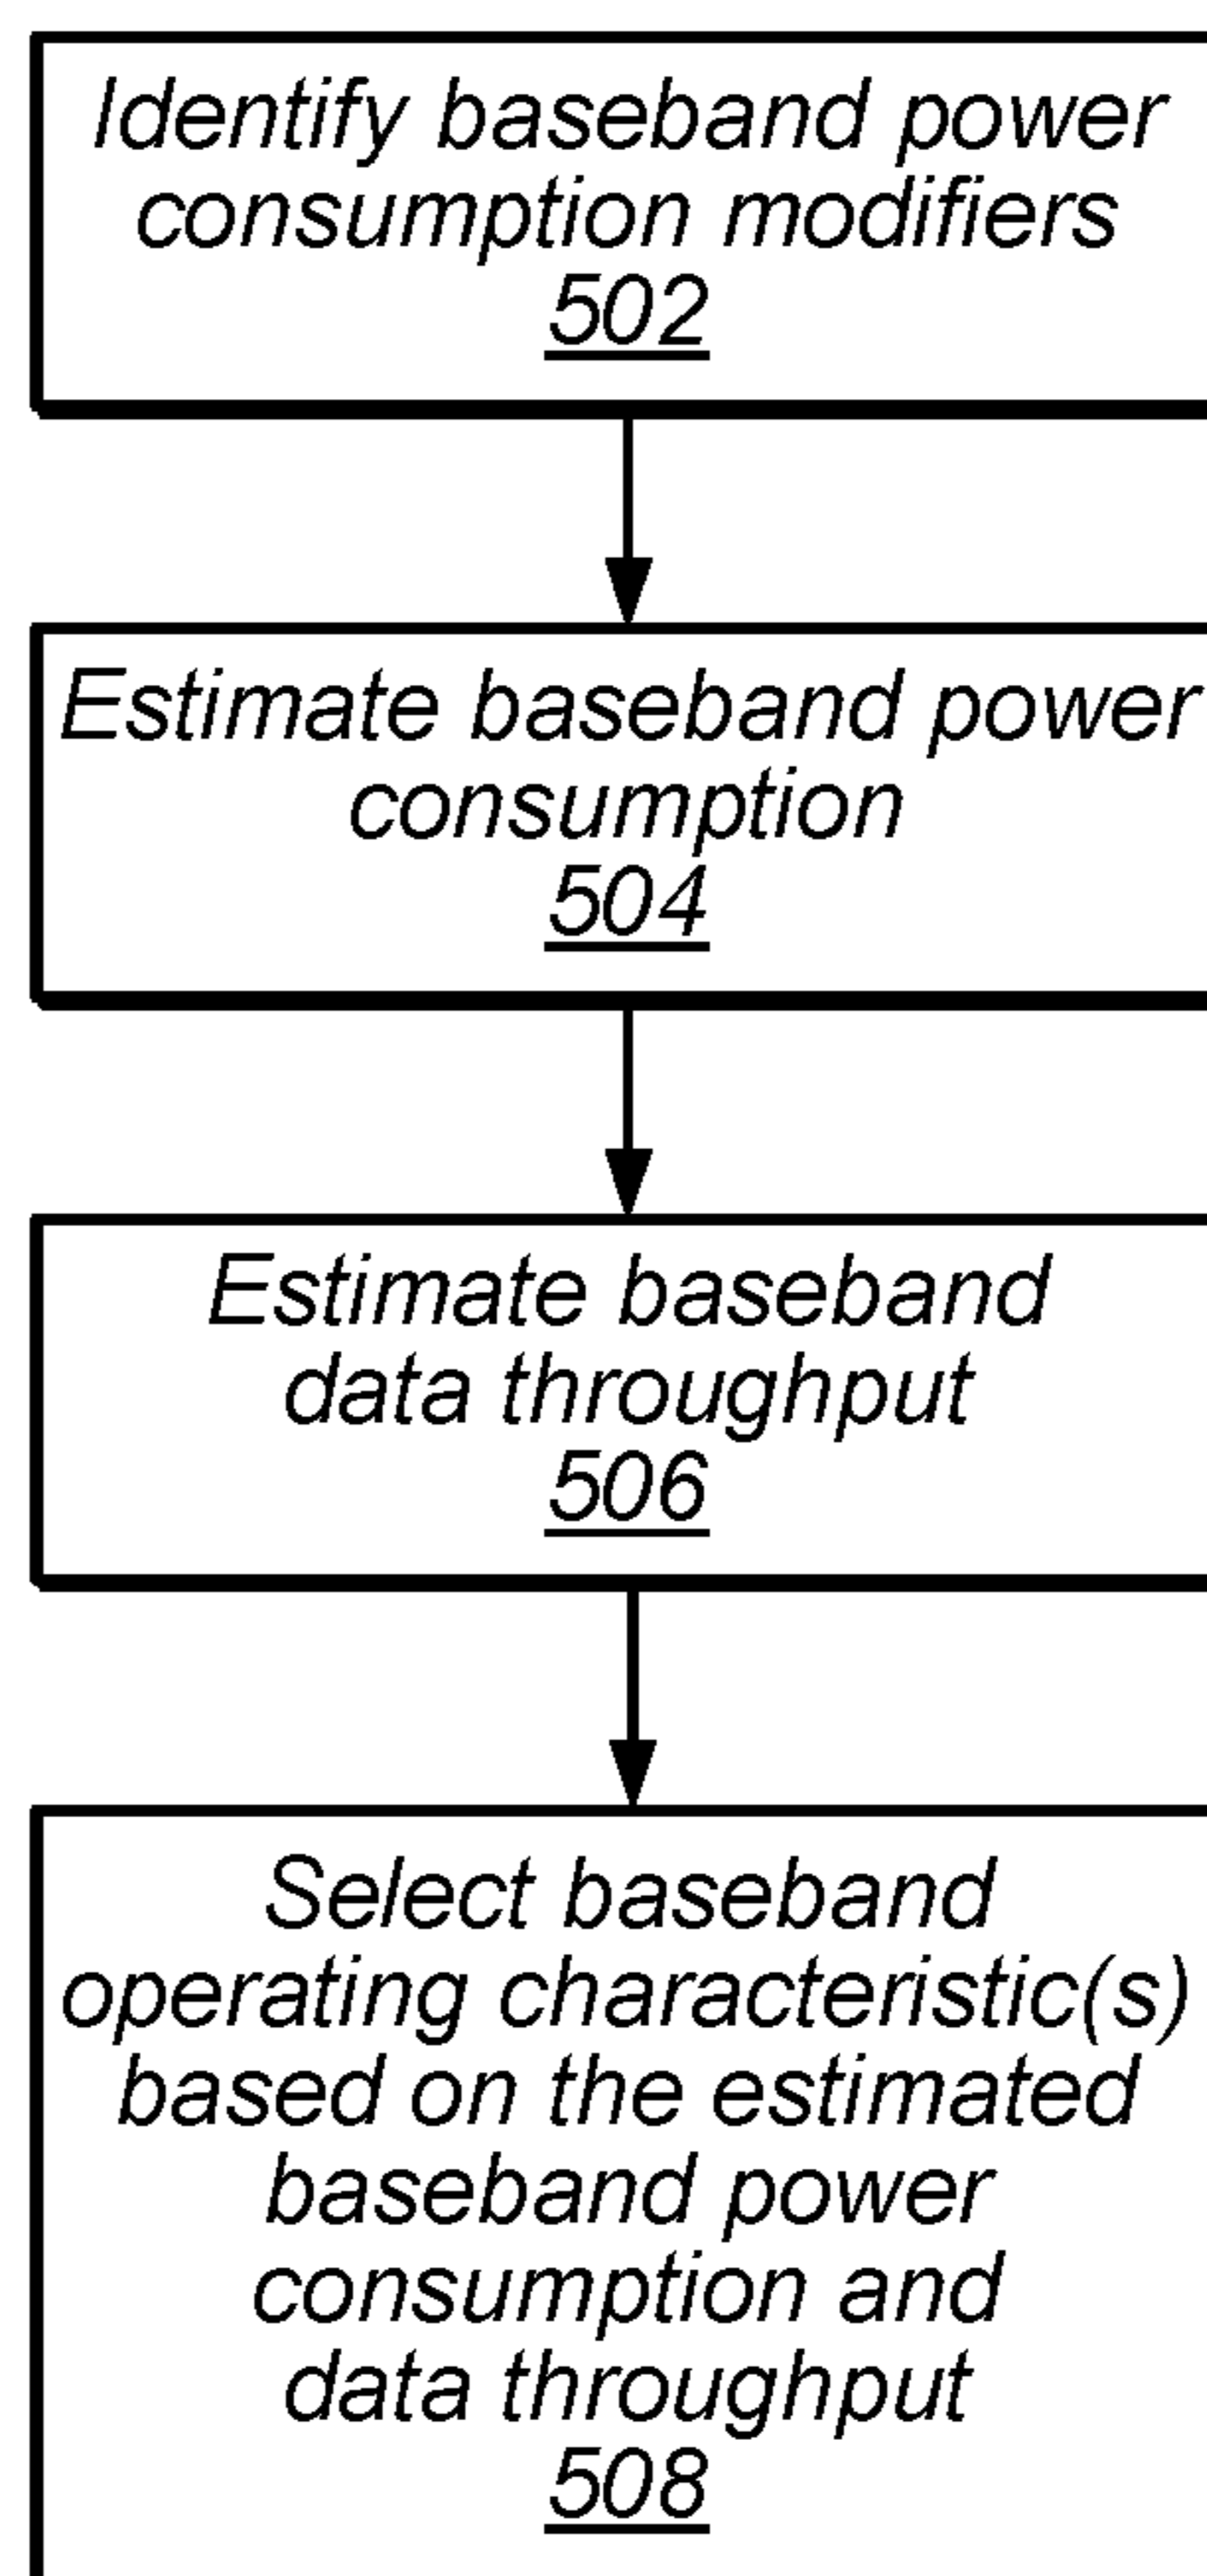 Identify baseband power
consumption modifiers
502
Estimate baseband power
consumption
504
Estimate baseband
data throughput
506
Select baseband
operating characteristic(s)
based on the estimated
baseband power
consumption and
data throughput
508